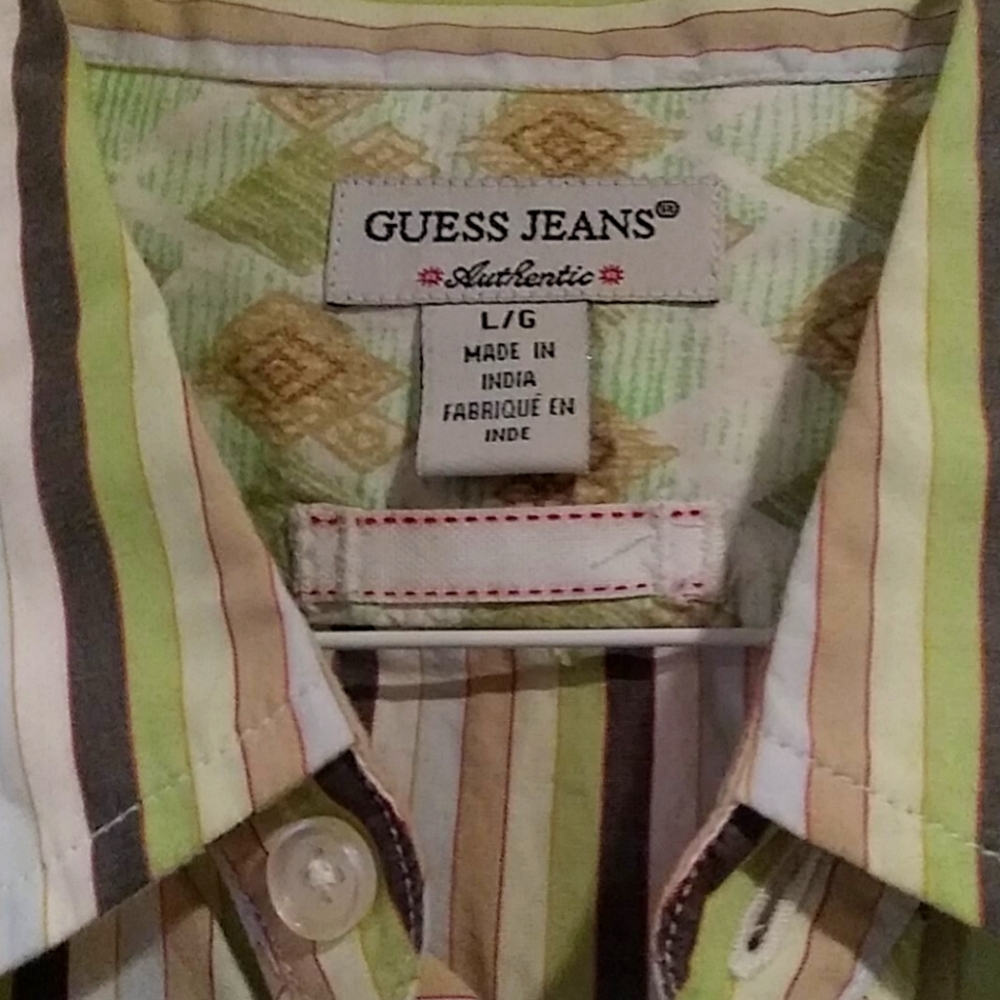 GUESS JEANS®
Authentic
L/G
MADE IN
INDIA
FABRIQUÉ EN
INDE